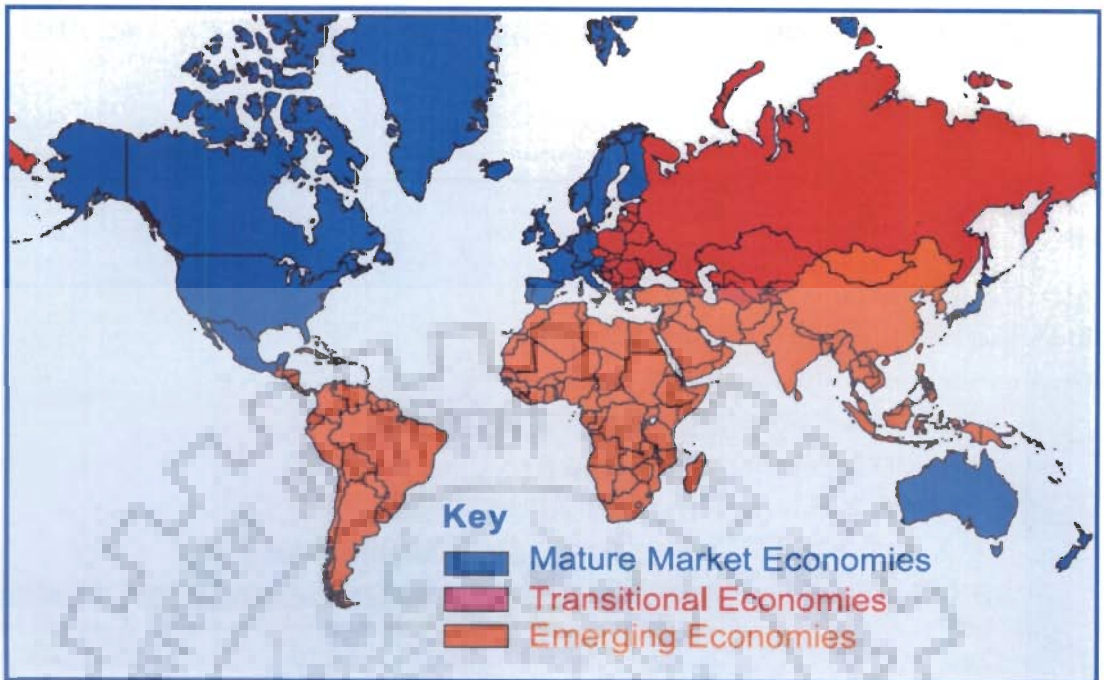 Key
Mature Market Economies
Transitional Economies
Emerging Economies